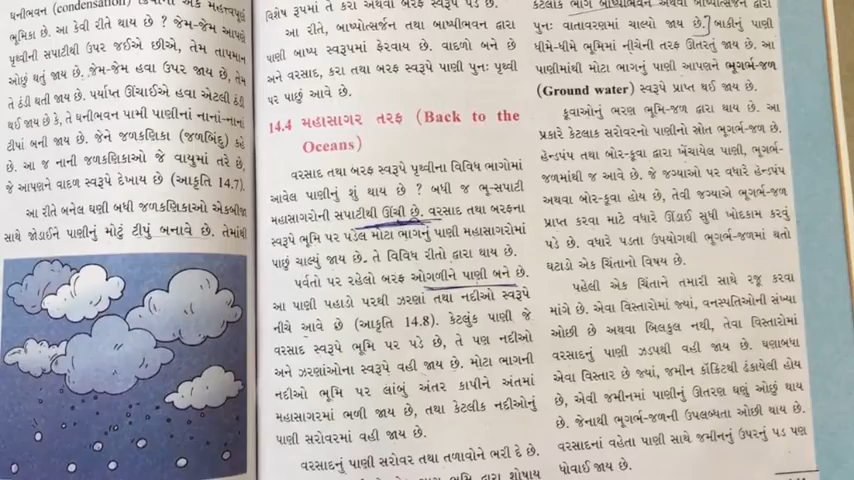 ઘનીભવન (condensation)
ભૂમિકા છે. આ કેવી રીતે થાય છે ? જેમ-જેમ આપણે
પૃથ્વીની સપાટીથી ઉપર જઈએ છીએ, તેમ તાપમાન
ઓછું થતું જાય છે. જેમ-જેમ હવા ઉપર જાય છે, તેમ
તે ઠંડી થતી જાય છે. પર્યાપ્ત ઊંચાઈએ હવા એટલી ઠંડી
થઈ જાય છે કે, તે ઘનીભવન પામી પાણીનાં નાનાં-નાનાં
ટીપાં બની જાય છે. જેને જળકણિકા (જળબિંદુ) કહે
છે. આ જ નાની જળકણિકાઓ જે વાયુમાં તરે છે,
જે આપણને વાદળ સ્વરૂપે દેખાય છે (આકૃતિ 14.7).
આ રીતે બનેલ ઘણી બધી જળકણિકાઓ એકબીજા
સાથે જોડાઈને પાણીનું મોટું ટીપું બનાવે છે. તેમાંથી
વિશેષ રૂપમાં તે કરા અથવા બરફ સ્વરૂપે પડે છે.
આ રીતે, બાષ્પોત્સર્જન તથા બાષ્પીભવન દ્વારા
પાણી બાષ્પ સ્વરૂપમાં ફેરવાય છે. વાદળો બને છે
અને વરસાદ, કરા તથા બરફ સ્વરૂપે પાણી પુનઃ પૃથ્વી
પર પાછું આવે છે.
14.4 મહાસાગર તરફ (Back to the
Oceans)
વરસાદ તથા બરફ સ્વરૂપે પૃથ્વીના વિવિધ ભાગોમાં
આવેલ પાણીનું શું થાય છે ? બધી જ ભૂ-સપાટી
મહાસાગરોની સપાટીથી ઊંચી છે. વરસાદ તથા બરફના
સ્વરૂપે ભૂમિ પર પડેલ મોટા ભાગનું પાણી મહાસાગરોમાં
પાછું ચાલ્યું જાય છે. તે વિવિધ રીતો દ્વારા થાય છે.
પર્વતો પર રહેલો બરફ ઓગળીને પાણી બને છે.
આ પાણી પહાડો પરથી ઝરણાં તથા નદીઓ સ્વરૂપે
નીચે આવે છે (આકૃતિ 14.8). કેટલુંક પાણી જે
વરસાદ સ્વરૂપે ભૂમિ પર પડે છે, તે પણ નદીઓ
અને ઝરણાંઓના સ્વરૂપે વહી જાય છે. મોટા ભાગની
નદીઓ ભૂમિ પર લાંબું અંતર કાપીને અંતમાં
મહાસાગરમાં ભળી જાય છે, તથા કેટલીક નદીઓનું
પાણી સરોવરમાં વહી જાય છે.
વરસાદનું પાણી સરોવર તથા તળાવોને ભરી દે છે.
ભૂમિ દ્વારા શોષાય
કેટલાક ભાગ બાષ્પીભવન અથવા બાષ્પોત્સર્જન દ્વારા
પુનઃ વાતાવરણમાં ચાલ્યો જાય છે. બાકીનું પાણી
ધીમે-ધીમે ભૂમિમાં નીચેની તરફ ઊતરતું જાય છે. આ
પાણીમાંથી મોટા ભાગનું પાણી આપણને ભૂગર્ભ-જળ
(Ground water) સ્વરૂપે પ્રાપ્ત થઈ જાય છે.
કૂવાઓનું ભરણ ભૂમિ-જળ દ્વારા થાય છે. આ
પ્રકારે કેટલાક સરોવરનો પાણીનો સ્રોત ભૂગર્ભ-જળ છે.
હેન્ડપંપ તથા બોર-કૂવા દ્વારા ખેંચાયેલ પાણી, ભૂગર્ભ-
જળમાંથી જ આવે છે. જે જગ્યાઓ પર વધારે હેન્ડપંપ
અથવા બોર-કૂવા હોય છે, તેવી જગ્યાએ ભૂગર્ભ-જળ
પ્રાપ્ત કરવા માટે વધારે ઊંડાઈ સુધી ખોદકામ કરવું
પડે છે. વધારે પડતા ઉપયોગથી ભૂગર્ભ-જળમાં થતો
ઘટાડો એક ચિંતાનો વિષય છે.
પહેલી એક ચિંતાને તમારી સાથે રજૂ કરવા
માંગે છે. એવા વિસ્તારોમાં જ્યાં, વનસ્પતિઓની સંખ્યા
ઓછી છે અથવા બિલકુલ નથી, તેવા વિસ્તારોમાં
વરસાદનું પાણી ઝડપથી વહી જાય છે. ઘણાબધા
એવા વિસ્તાર છે જ્યાં, જમીન કૉંક્રિટથી ઢંકાયેલી હોય
છે, એવી જમીનમાં પાણીનું ઊતરણ ઘણું ઓછું થાય
છે. જેનાથી ભૂગર્ભ-જળની ઉપલબ્ધતા ઓછી થાય છે.
વરસાદનાં વહેતા પાણી સાથે જમીનનું ઉપરનું પડ પણ
ધોવાઈ જાય છે.